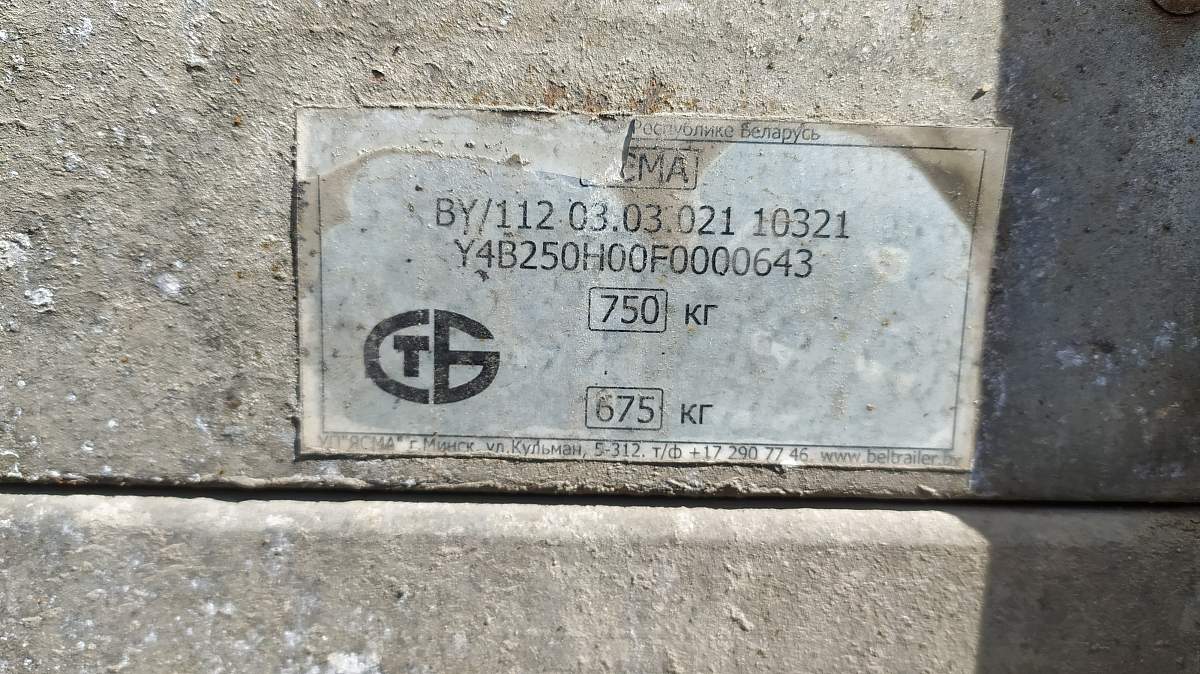 Республике Беларусь
СМА
BY/112 03.03.021 10321
Y4B250H00F0000643
750 кг
СТБ
675 кг
УП"ЯСМА" г.Минск, ул.Кульман, 5-312. т/ф +17 290 77 46. www.beltrailer.by